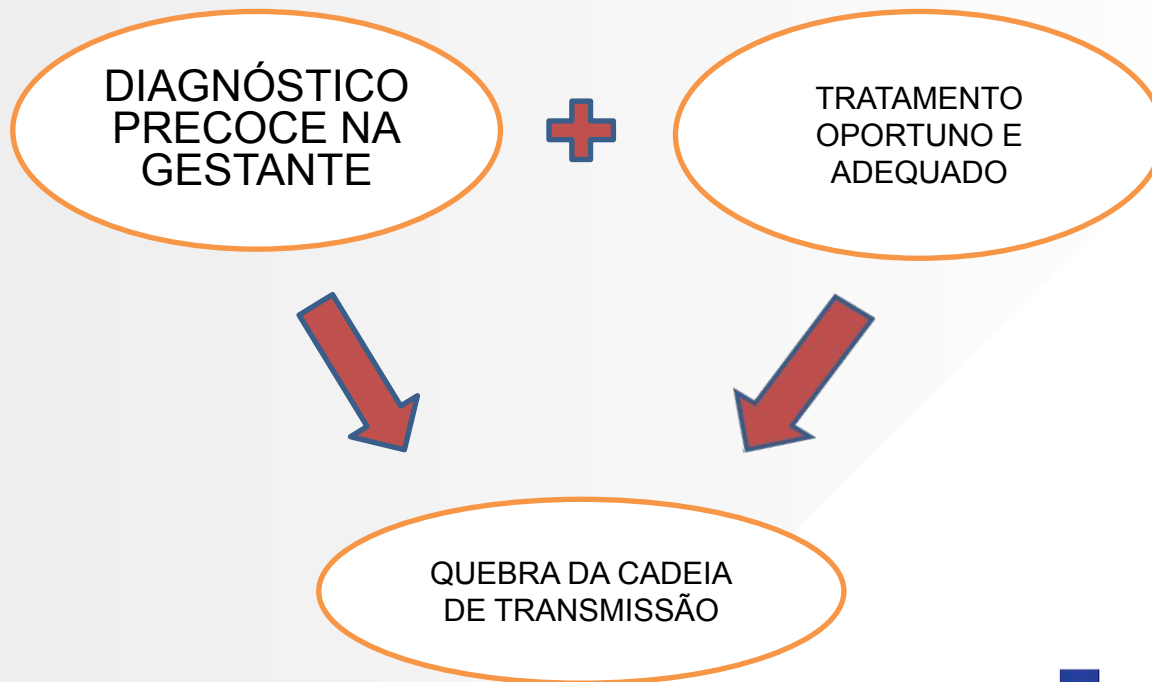 DIAGNÓSTICO
PRECOCE NA
GESTANTE
TRATAMENTO
OPORTUNO E
ADEQUADO
QUEBRA DA CADEIA
DE TRANSMISSÃO